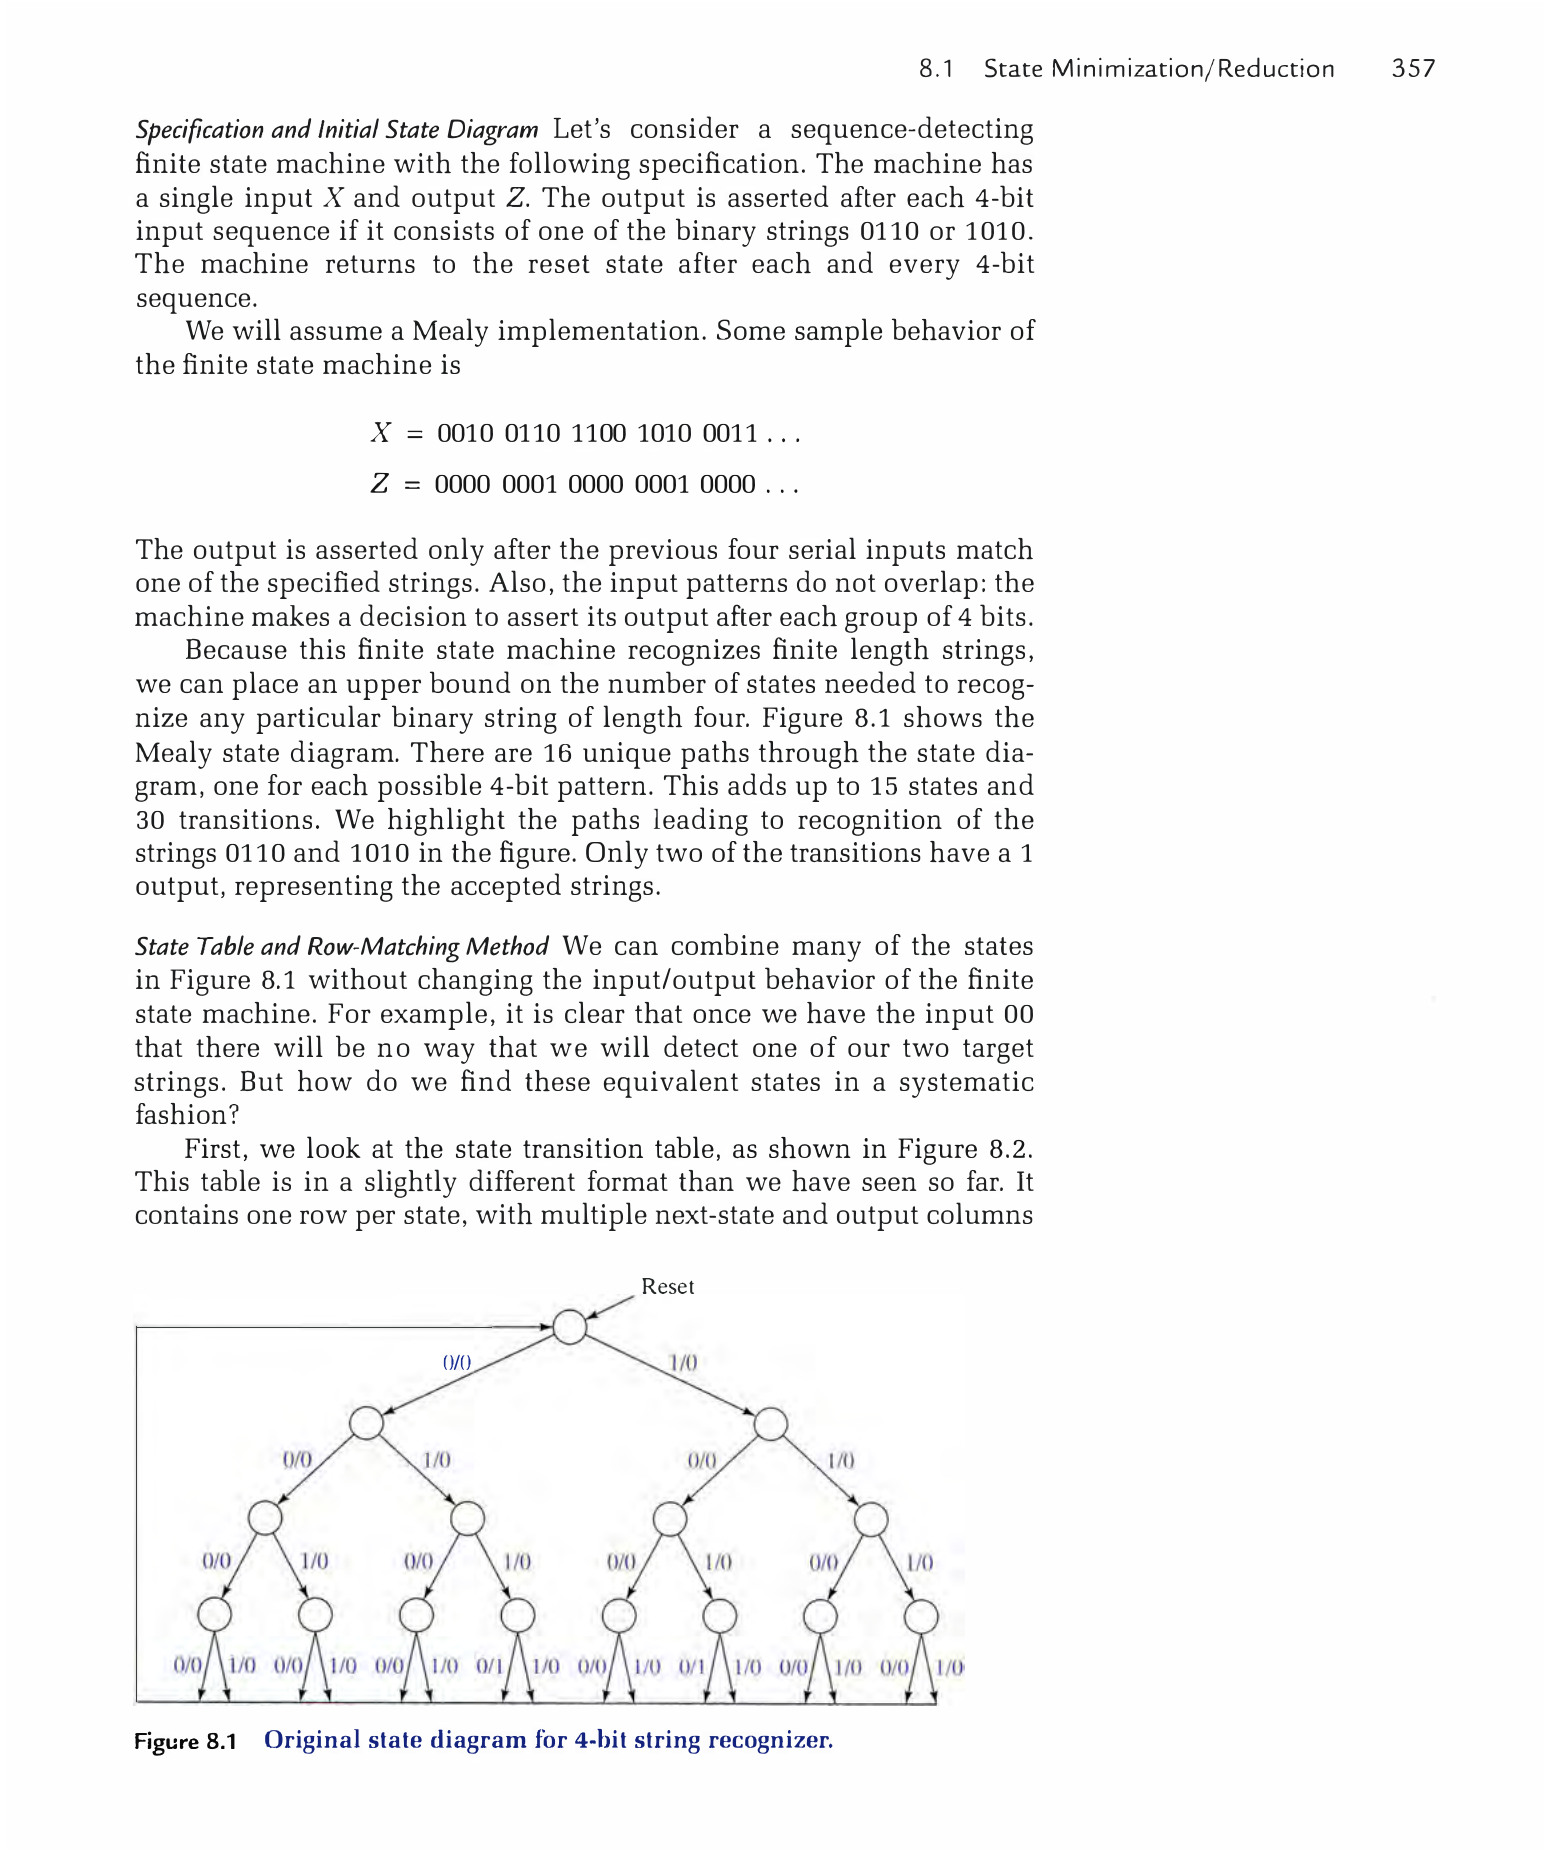 8.1 State Minimization/Reduction 357
Specification and Initial State Diagram Let's consider a sequence-detecting
finite state machine with the following specification. The machine has
a single input X and output Z. The output is asserted after each 4-bit
input sequence if it consists of one of the binary strings 0110 or 1010.
The machine returns to the reset state after each and every 4-bit
sequence.
We will assume a Mealy implementation. Some sample behavior of
the finite state machine is
X = 0010 0110 1100 1010 0011 . . .
Z = 0000 0001 0000 0001 0000 . . .
The output is asserted only after the previous four serial inputs match
one of the specified strings. Also, the input patterns do not overlap: the
machine makes a decision to assert its output after each group of 4 bits.
Because this finite state machine recognizes finite length strings,
we can place an upper bound on the number of states needed to recog-
nize any particular binary string of length four. Figure 8.1 shows the
Mealy state diagram. There are 16 unique paths through the state dia-
gram, one for each possible 4-bit pattern. This adds up to 15 states and
30 transitions. We highlight the paths leading to recognition of the
strings 0110 and 1010 in the figure. Only two of the transitions have a 1
output, representing the accepted strings.
State Table and Row-Matching Method We can combine many of the states
in Figure 8.1 without changing the input/output behavior of the finite
state machine. For example, it is clear that once we have the input 00
that there will be no way that we will detect one of our two target
strings. But how do we find these equivalent states in a systematic
fashion?
First, we look at the state transition table, as shown in Figure 8.2.
This table is in a slightly different format than we have seen so far. It
contains one row per state, with multiple next-state and output columns
Reset
0/0 1/0
0/0 1/0 0/0 1/0
0/0 1/0 0/0 1/0 0/0 1/0 0/0 1/0
0/0 1/0 0/0 1/0 0/0 1/0 0/1 1/0 0/0 1/0 0/1 1/0 0/0 1/0 0/0 1/0
Figure 8.1 Original state diagram for 4-bit string recognizer.